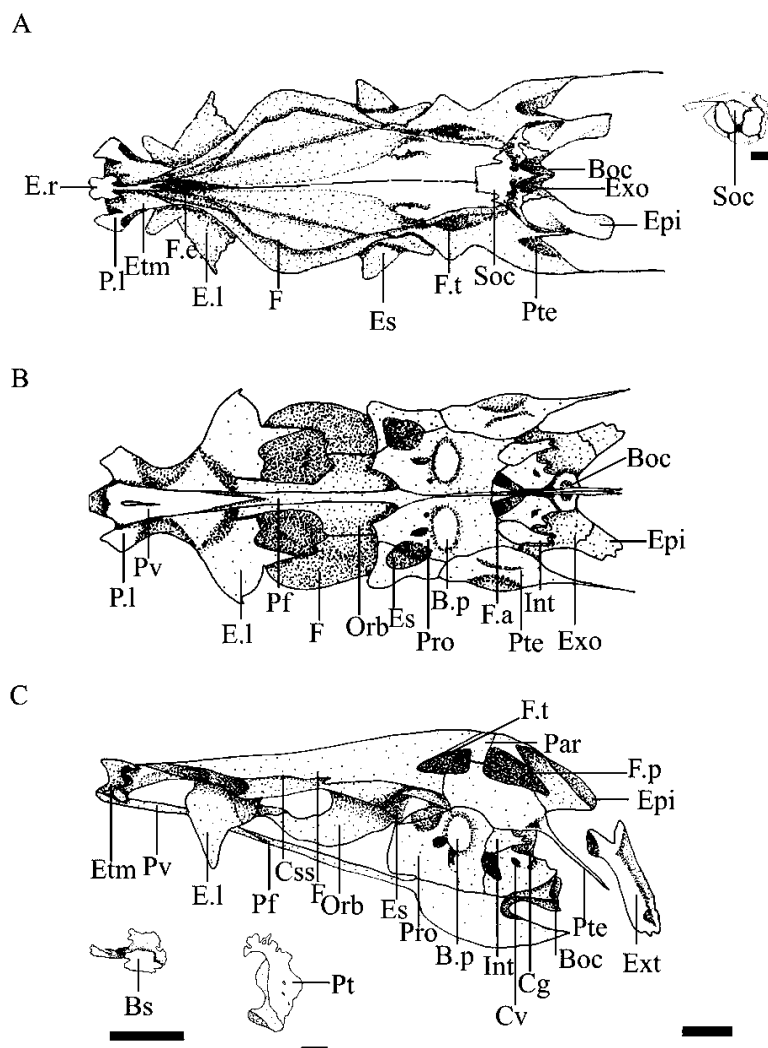 A
E.r
P.l
Etm
F.e.
E.l
F
Es
F.t
Soc
Pte
Boc
Exo
Epi
Soc
B
P.l
Pv
E.l
Pf
F
Orb
Es
Pro
B.p
F.a
Pte
Int
Exo
Boc
Epi
C
F.t
Par
F.p
Epi
Etm
Pv
E.l
Pf
Css
F
Orb
Es
Pro
B.p
Int
Cv
Cg
Boc
Pte
Ext
Bs
Pt